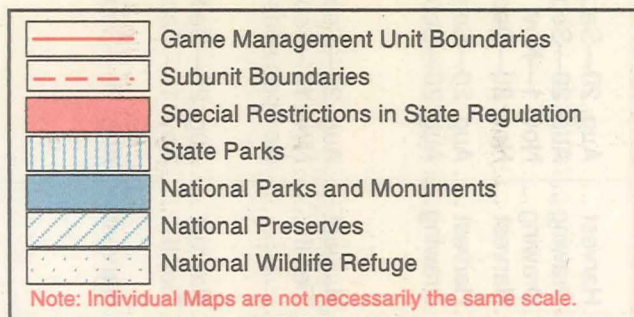 Game Management Unit Boundaries
Subunit Boundaries
Special Restrictions in State Regulation
State Parks
National Parks and Monuments
National Preserves
National Wildlife Refuge
Note: Individual Maps are not necessarily the same scale.